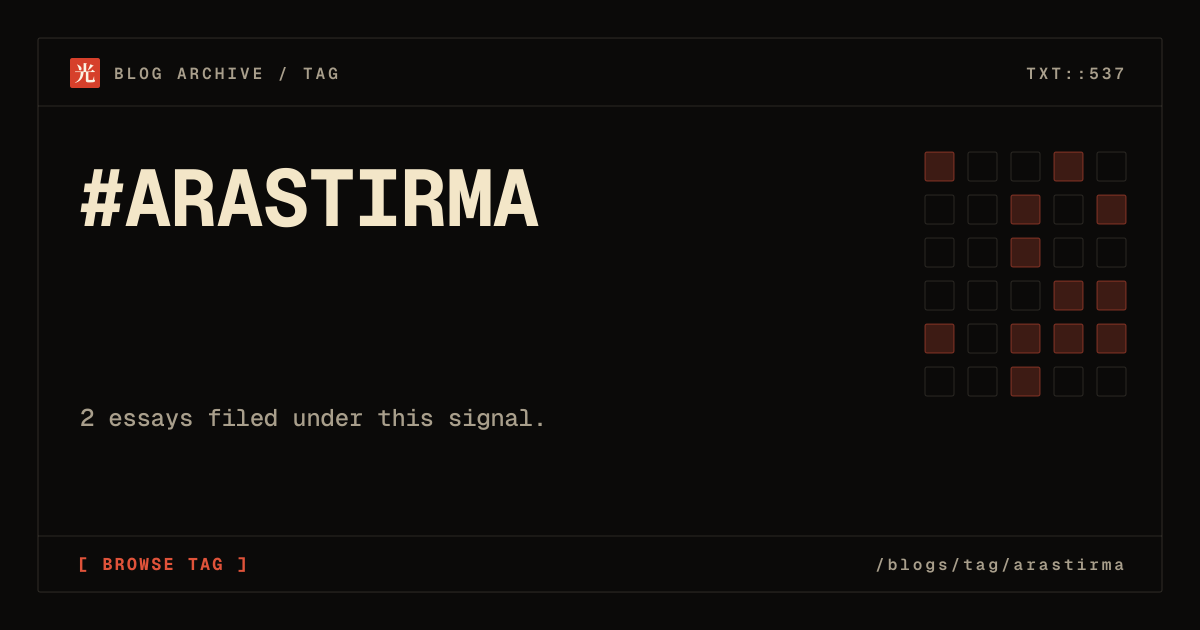 光 BLOG ARCHIVE / TAG
TXT::537
#ARASTIRMA
2 essays filed under this signal.
[ BROWSE TAG ]
/blogs/tag/arastirma